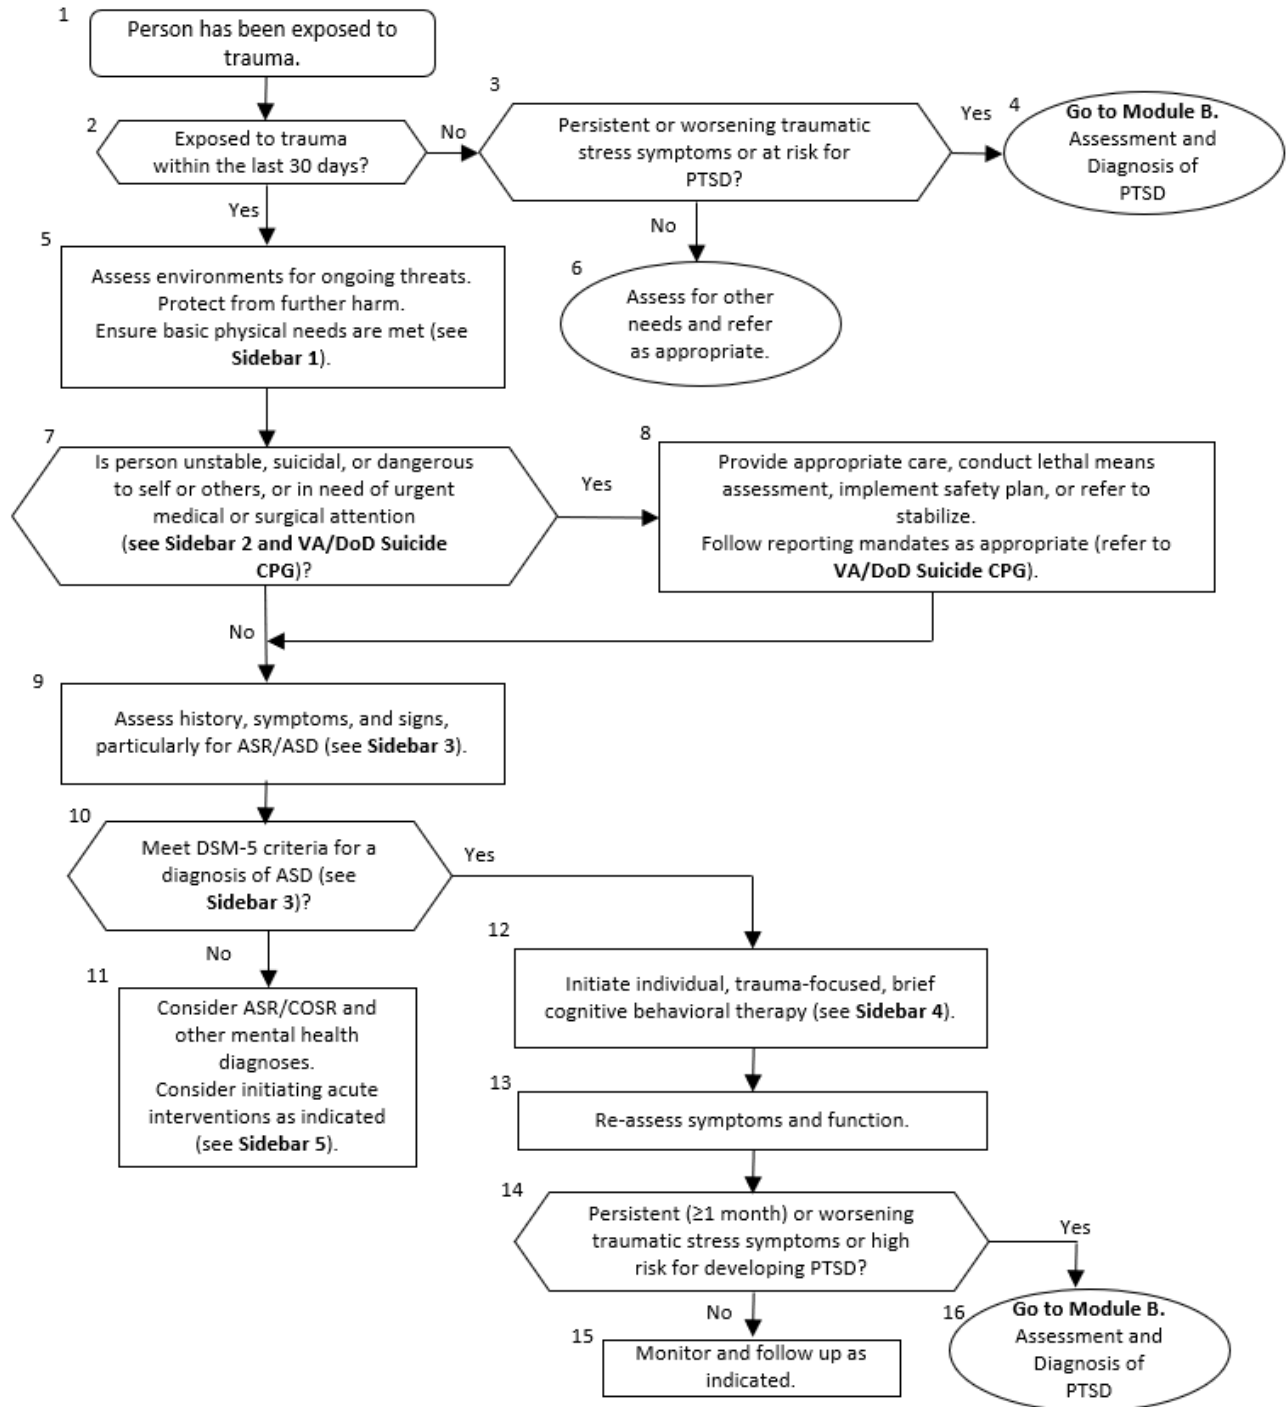 1
Person has been exposed to
trauma.
2
Exposed to trauma
within the last 30 days?
No
3
Persistent or worsening traumatic
stress symptoms or at risk for
PTSD?
Yes
4
Go to Module B.
Assessment and
Diagnosis of
PTSD
Yes
No
5
Assess environments for ongoing threats.
Protect from further harm.
Ensure basic physical needs are met (see
Sidebar 1).
6
Assess for other
needs and refer
as appropriate.
7
Is person unstable, suicidal, or dangerous
to self or others, or in need of urgent
medical or surgical attention
(see Sidebar 2 and VA/DoD Suicide
CPG)?
Yes
8
Provide appropriate care, conduct lethal means
assessment, implement safety plan, or refer to
stabilize.
Follow reporting mandates as appropriate (refer to
VA/DoD Suicide CPG).
No
9
Assess history, symptoms, and signs,
particularly for ASR/ASD (see Sidebar 3).
10
Meet DSM-5 criteria for a
diagnosis of ASD (see
Sidebar 3)?
Yes
No
11
Consider ASR/COSR and
other mental health
diagnoses.
Consider initiating acute
interventions as indicated
(see Sidebar 5).
12
Initiate individual, trauma-focused, brief
cognitive behavioral therapy (see Sidebar 4).
13
Re-assess symptoms and function.
14
Persistent (≥1 month) or worsening
traumatic stress symptoms or high
risk for developing PTSD?
Yes
No
15
Monitor and follow up as
indicated.
16
Go to Module B.
Assessment and
Diagnosis of
PTSD